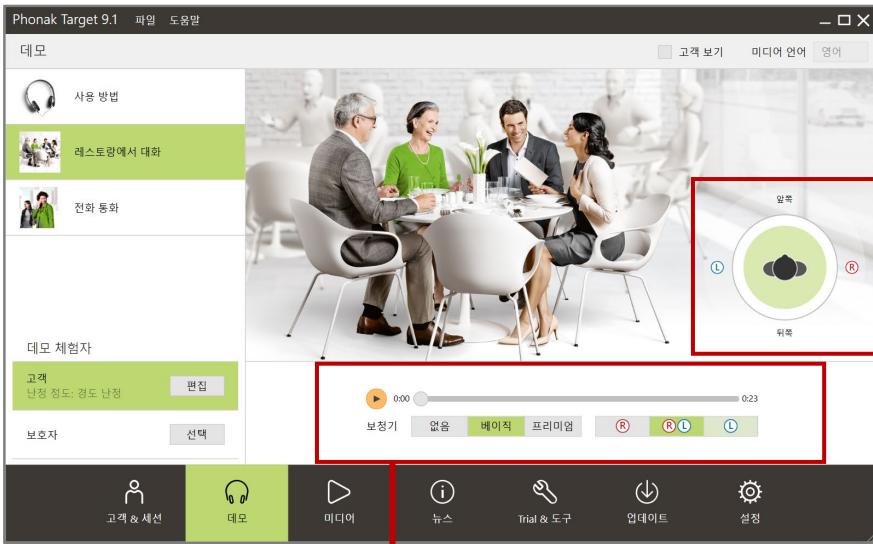 Phonak Target 9.1 파일 도움말
데모
고객 보기 미디어 언어 영어
사용 방법
레스토랑에서 대화
전화 통화
앞쪽
L R
뒤쪽
데모 체험자
고객
난청 정도: 경도 난청
편집
보호자 선택
0:00 0:23
보청기 없음 베이직 프리미엄 R R L L
고객 & 세션 데모 미디어 뉴스 Trial & 도구 업데이트 설정